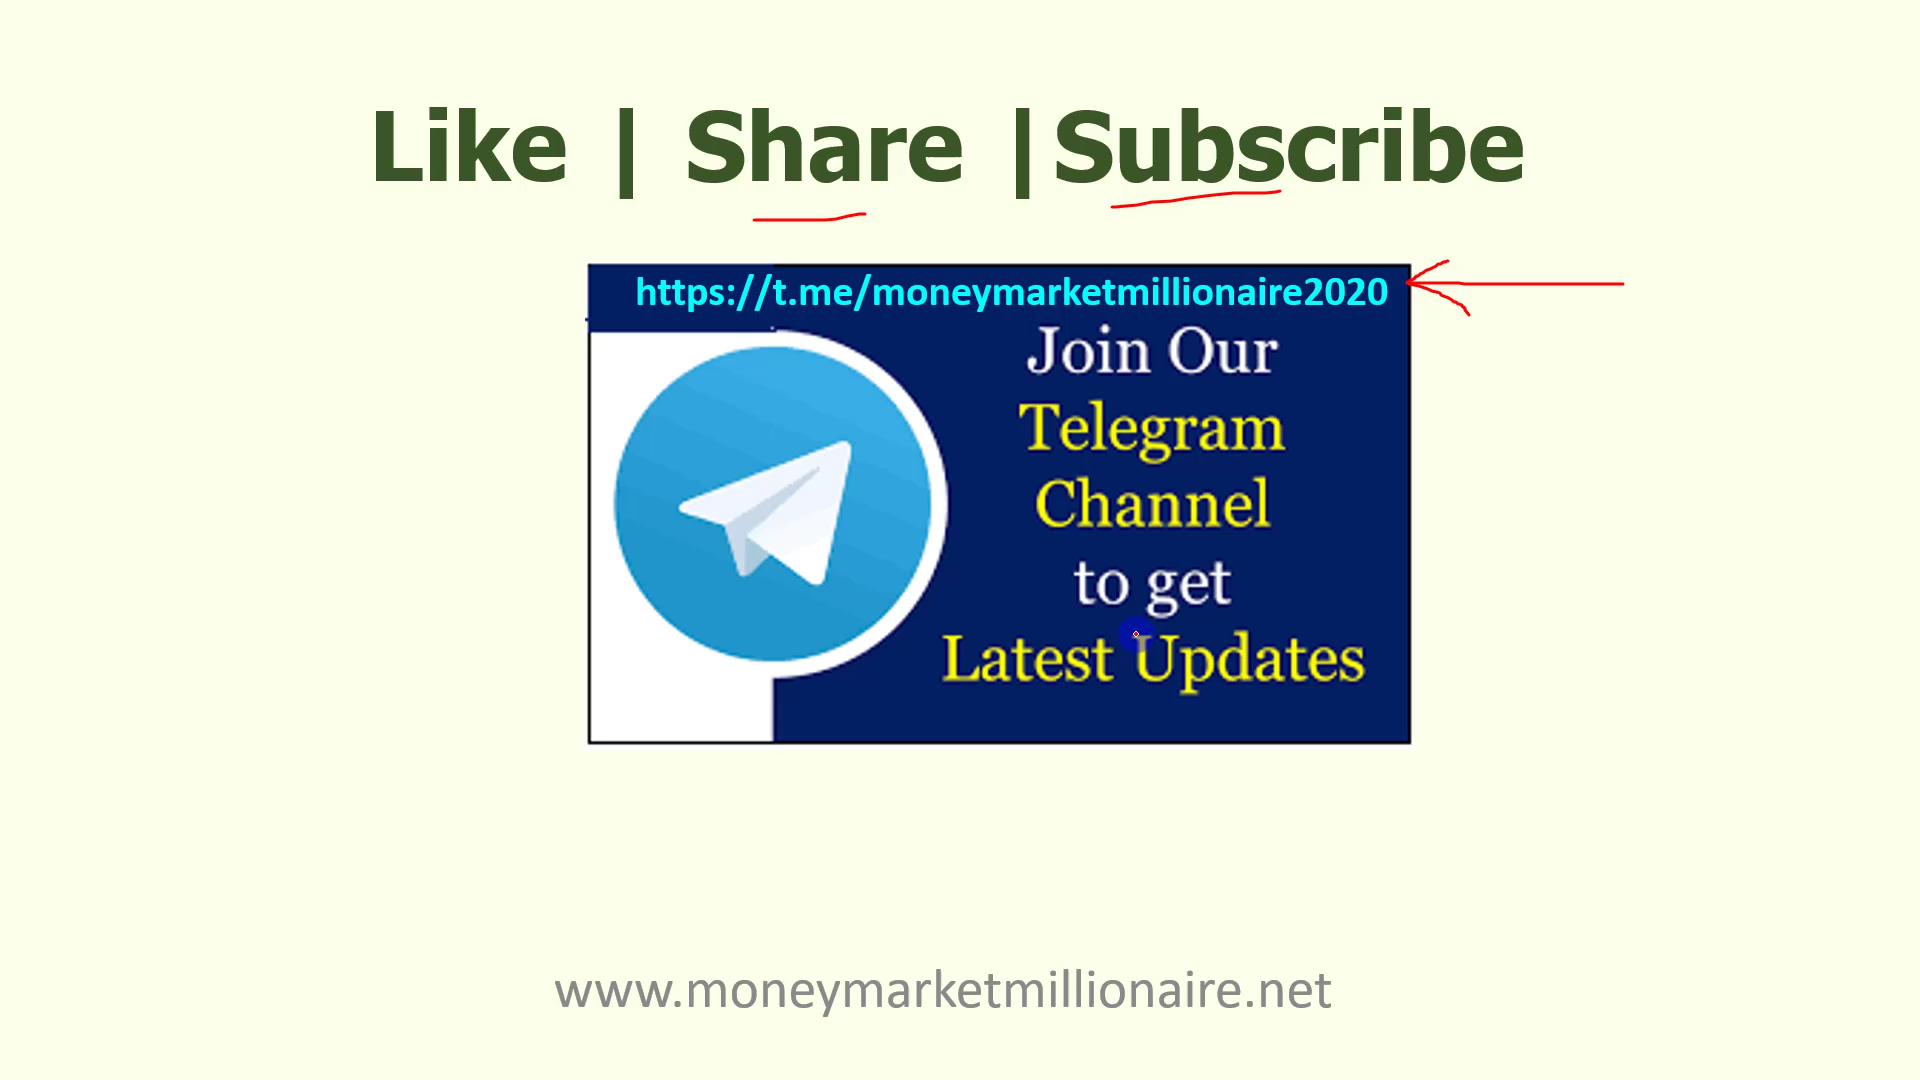 Like | Share |Subscribe
https://t.me/moneymarketmillionaire2020
Join Our
Telegram
Channel
to get
Latest Updates
www.moneymarketmillionaire.net